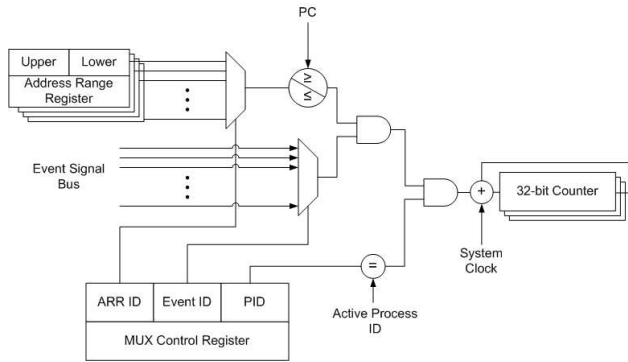 PC
Upper
Lower
Address Range
Register
≥
≤
Event Signal
Bus
+
32-bit Counter
System
Clock
ARR ID
Event ID
PID
=
Active Process
ID
MUX Control Register